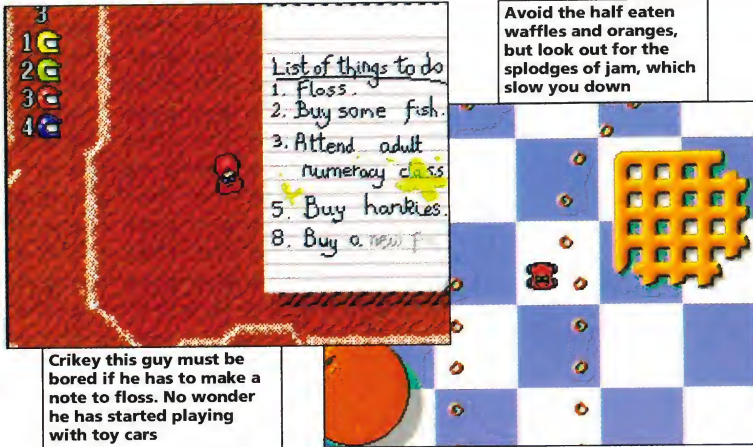 3
1
2
3
4
List of things to do
1. Floss.
2. Buy some fish.
3. Attend adult
numeracy class
5. Buy hankies.
8. Buy a new
Crikey this guy must be
bored if he has to make a
note to floss. No wonder
he has started playing
with toy cars
Avoid the half eaten
waffles and oranges,
but look out for the
splodges of jam, which
slow you down